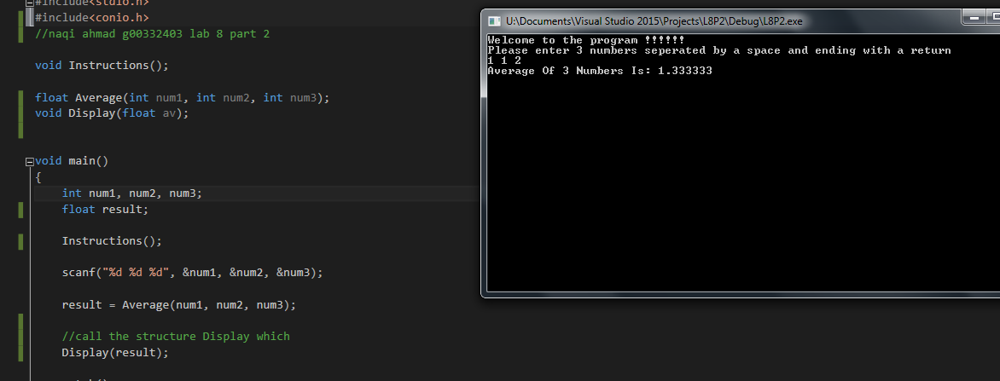 #include<stdio.h>
#include<conio.h>
//naqi ahmad g00332403 lab 8 part 2
void Instructions();
float Average(int num1, int num2, int num3);
void Display(float av);
void main()
{
int num1, num2, num3;
float result;
Instructions();
scanf("%d %d %d", &num1, &num2, &num3);
result = Average(num1, num2, num3);
//call the structure Display which
Display(result);
U:\Documents\Visual Studio 2015\Projects\L8P2\Debug\L8P2.exe
Welcome to the program !!!!!!
Please enter 3 numbers seperated by a space and ending with a return
1 1 2
Average Of 3 Numbers Is: 1.333333